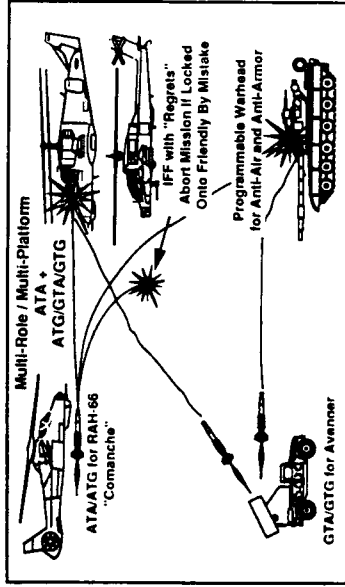 Multi-Role / Multi-Platform
ATA +
ATG/GTA/GTG
ATA/ATG for RAH-66
"Comanche"
IFF with "Regrets"
Abort Mission If Locked
Onto Friendly By Mistake
Programmable Warhead
for Anti-Air and Anti-Armor
GTA/GTG for Avenger